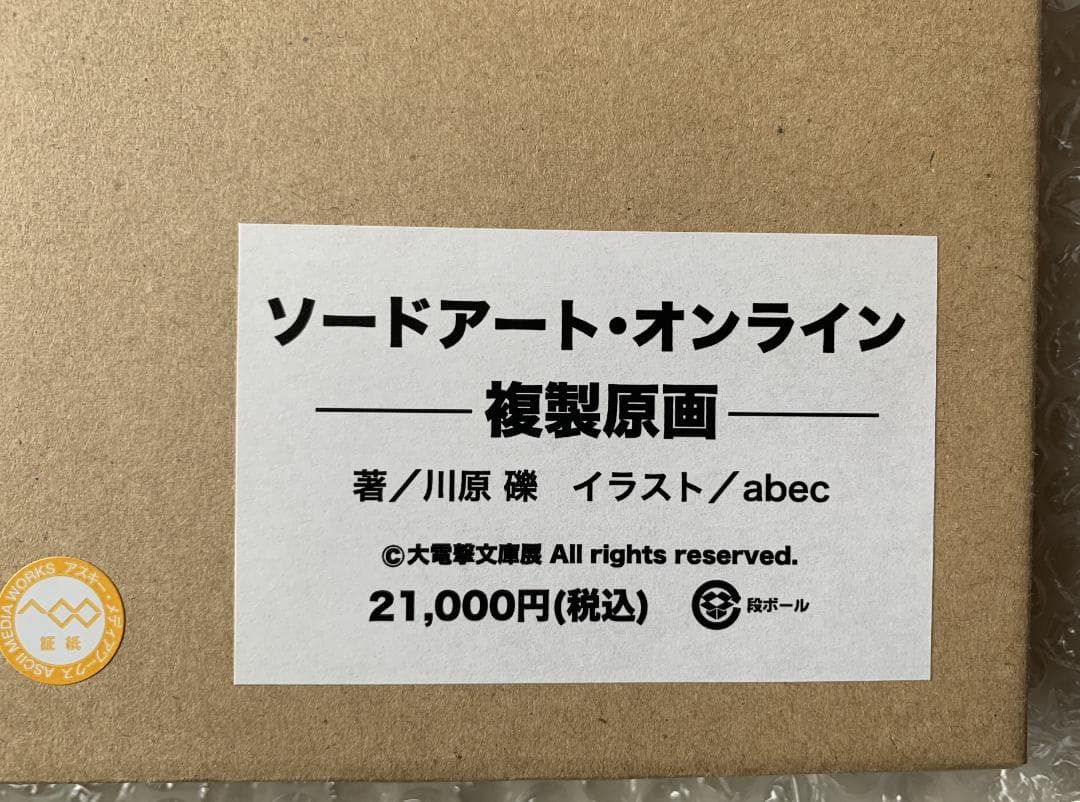 ソードアート・オンライン
複製原画
著／川原 礫　イラスト／abec
©大電撃文庫展 All rights reserved.
21,000円(税込)
段ボール
ASCII MEDIA WORKS アスキー・メディアワークス
証紙